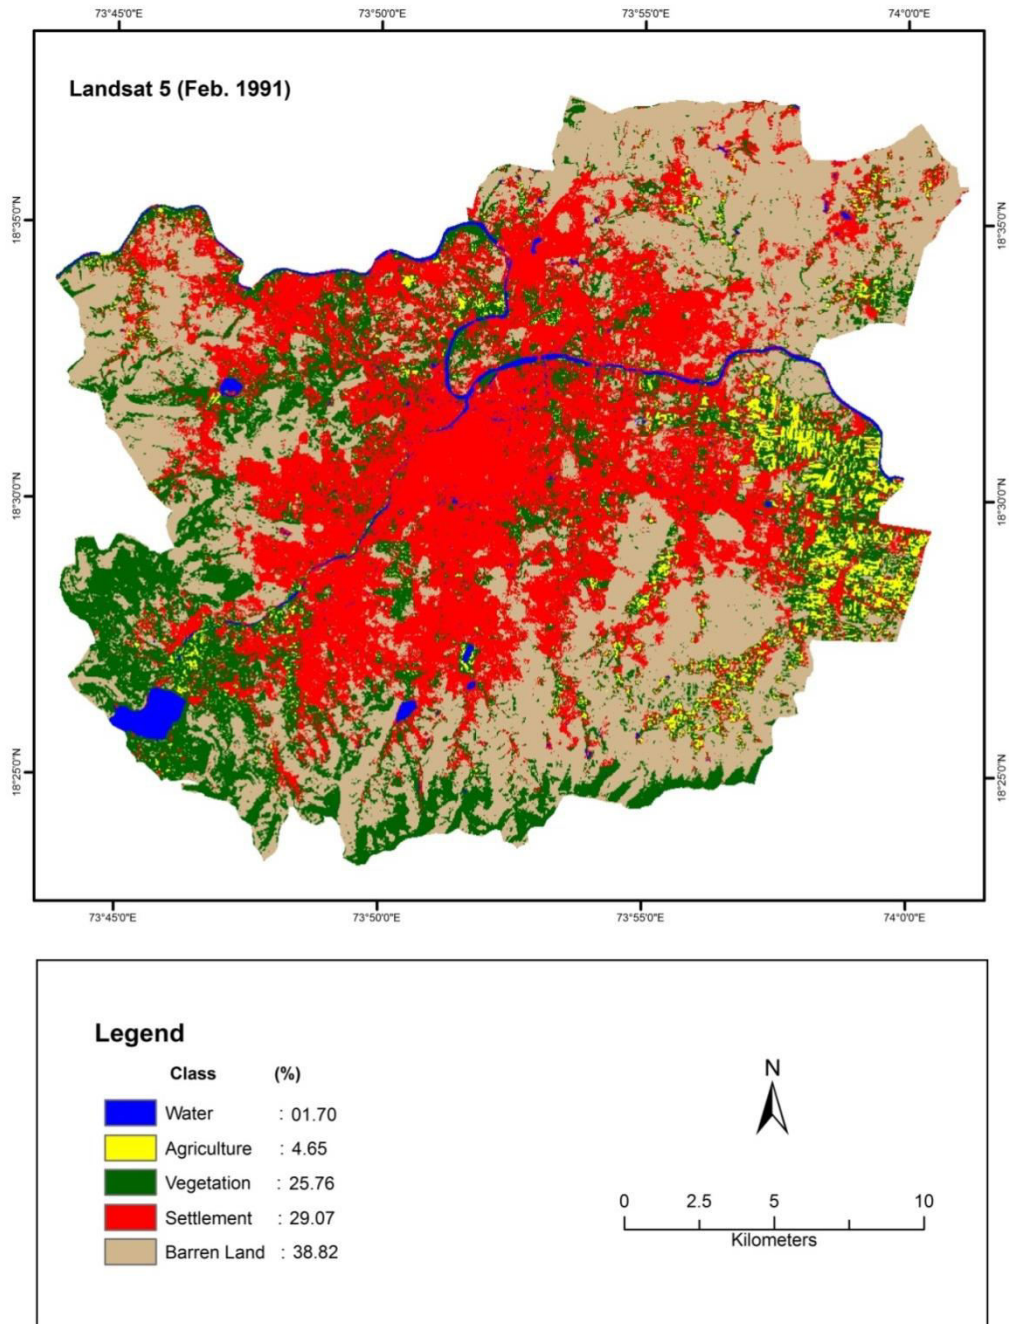 73°45'0"E 73°50'0"E 73°55'0"E 74°0'0"E
Landsat 5 (Feb. 1991)
18°35'0"N 18°35'0"N
18°30'0"N 18°30'0"N
18°25'0"N 18°25'0"N
73°45'0"E 73°50'0"E 73°55'0"E 74°0'0"E
Legend
Class (%)
Water : 01.70
Agriculture : 4.65
Vegetation : 25.76
Settlement : 29.07
Barren Land : 38.82
N
0 2.5 5 10
Kilometers